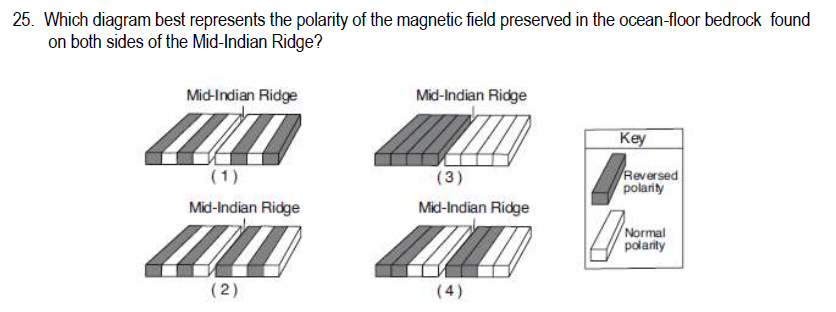 25. Which diagram best represents the polarity of the magnetic field preserved in the ocean-floor bedrock found
on both sides of the Mid-Indian Ridge?
Mid-Indian Ridge
(1)
Mid-Indian Ridge
(3)
Mid-Indian Ridge
(2)
Mid-Indian Ridge
(4)
Key
Reversed
polarity
Normal
polarity